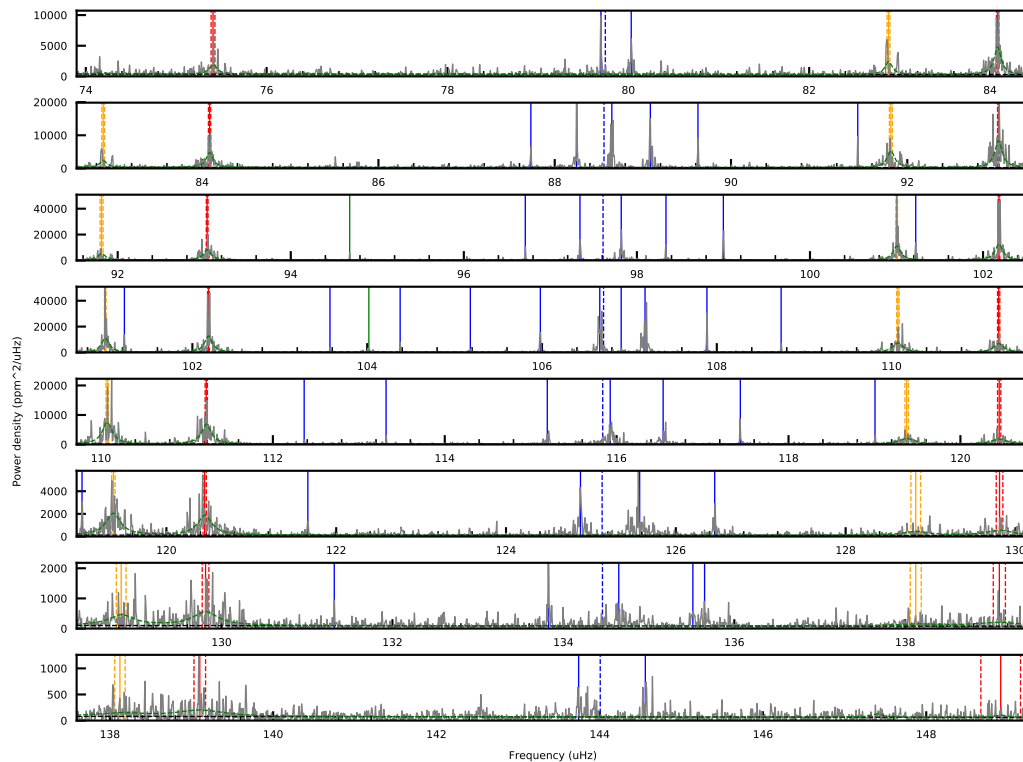 10000
5000
0
74 76 78 80 82 84
20000
10000
0
84 86 88 90 92
40000
20000
0
92 94 96 98 100 102
40000
20000
0
102 104 106 108 110
20000
10000
0
110 112 114 116 118 120
4000
2000
0
120 122 124 126 128 130
2000
1000
0
130 132 134 136 138
1000
500
0
138 140 142 144 146 148
Power density (ppm^2/uHz)
Frequency (uHz)